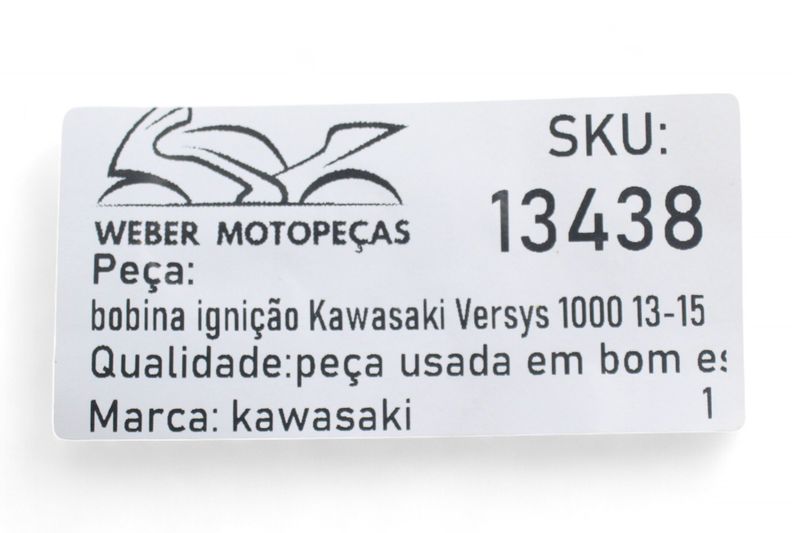 SKU:
13438
WEBER MOTOPEÇAS
Peça:
bobina ignição Kawasaki Versys 1000 13-15
Qualidade:peça usada em bom
Marca: kawasaki
1